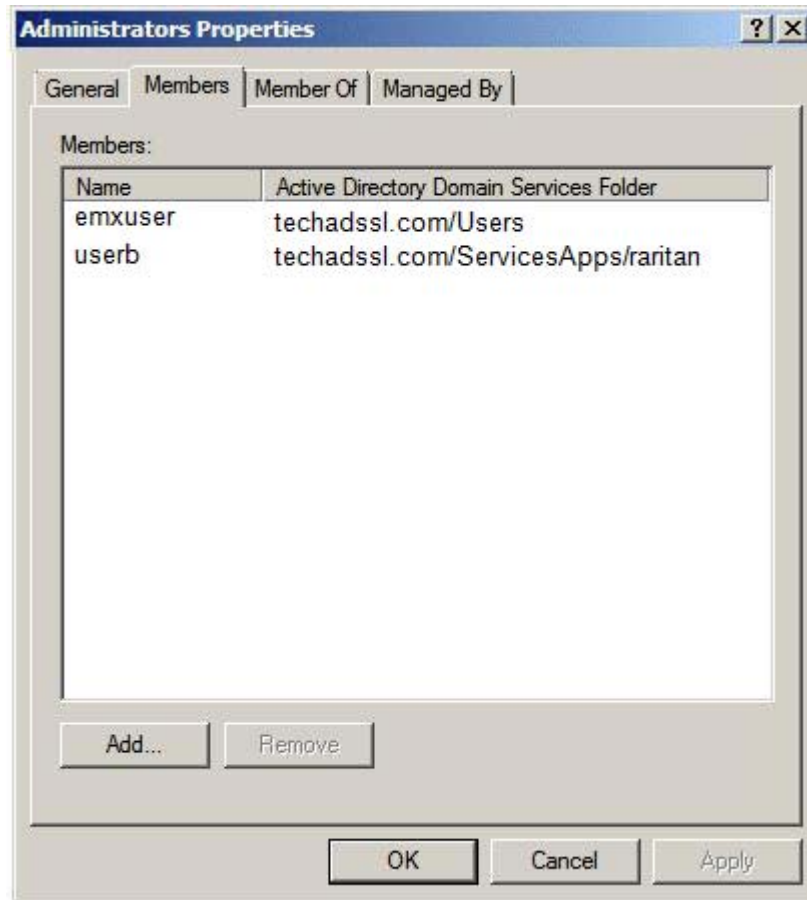 Administrators Properties
General Members Member Of Managed By
Members:
Name Active Directory Domain Services Folder
emxuser techadssl.com/Users
userb techadssl.com/ServicesApps/raritan
Add... Remove
OK Cancel Apply